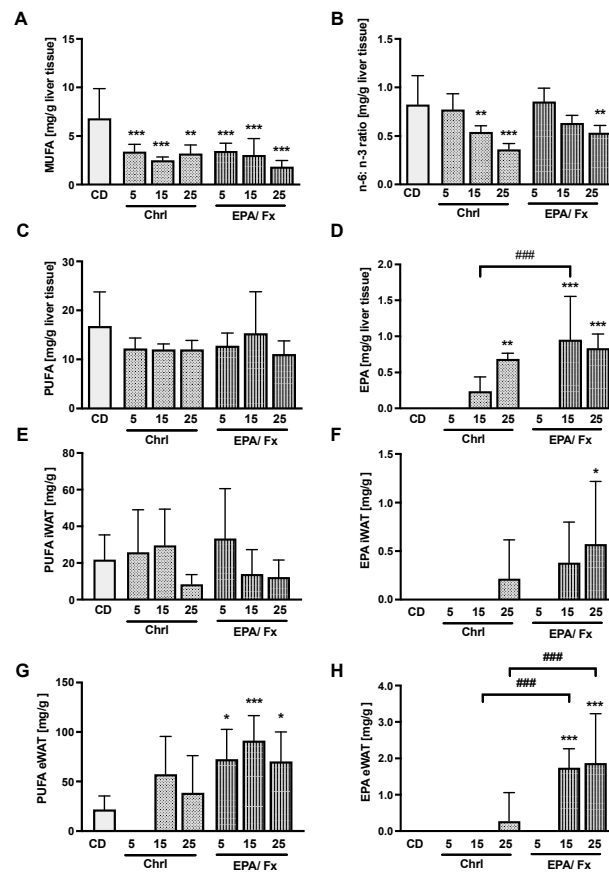 A
B
MUFA [mg/g liver tissue]
15
10
5
0
***
***
**
***
***
***
CD
5
15
25
5
15
25
Chrl
EPA/ Fx
n-6: n-3 ratio [mg/g liver tissue]
1.5
1.0
0.5
0.0
**
***
**
CD
5
15
25
5
15
25
Chrl
EPA/ Fx
C
D
PUFA [mg/g liver tissue]
30
20
10
0
CD
5
15
25
5
15
25
Chrl
EPA/ Fx
EPA [mg/g liver tissue]
2.0
1.5
1.0
0.5
0.0
###
**
***
***
CD
5
15
25
5
15
25
Chrl
EPA/ Fx
E
F
PUFA iWAT [mg/g ]
80
60
40
20
0
CD
5
15
25
5
15
25
Chrl
EPA/ Fx
EPA iWAT [mg/g ]
1.5
1.0
0.5
0.0
*
CD
5
15
25
5
15
25
Chrl
EPA/ Fx
G
H
PUFA eWAT [mg/g ]
150
100
50
0
*
***
*
CD
5
15
25
5
15
25
Chrl
EPA/ Fx
EPA eWAT [mg/g ]
4.0
3.0
2.0
1.0
0.0
###
###
***
***
CD
5
15
25
5
15
25
Chrl
EPA/ Fx